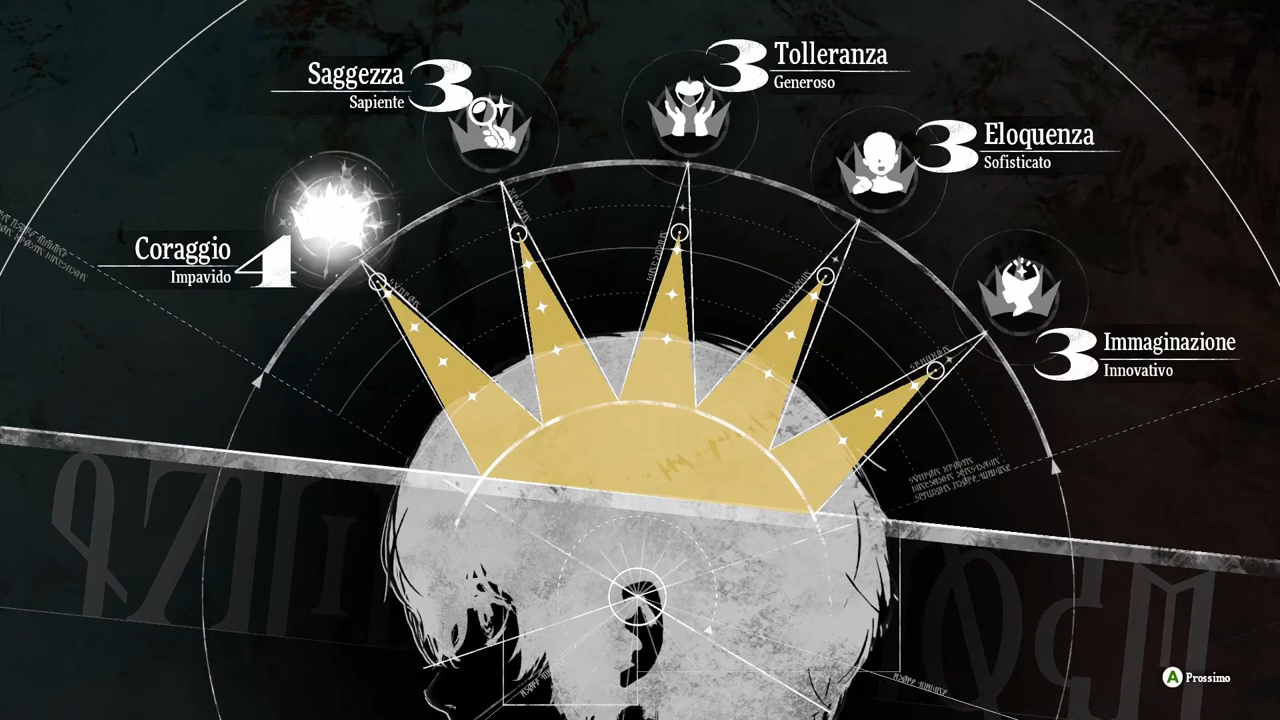 Saggezza
3
Sapiente
3
Tolleranza
Generoso
3
Eloquenza
Sofisticato
Coraggio
4
Impavido
3
Immaginazione
Innovativo
A Prossimo